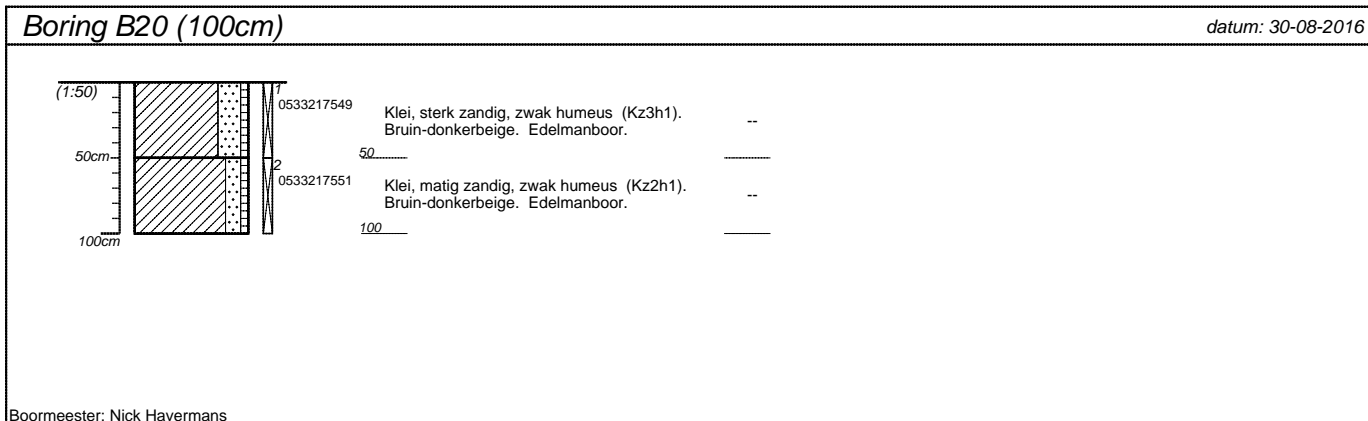 Boring B20 (100cm)
datum: 30-08-2016
(1:50)
1
0533217549
Klei, sterk zandig, zwak humeus (Kz3h1).
Bruin-donkerbeige. Edelmanboor.
--
50cm
50
2
0533217551
Klei, matig zandig, zwak humeus (Kz2h1).
Bruin-donkerbeige. Edelmanboor.
--
100cm
100
Boormeester: Nick Havermans